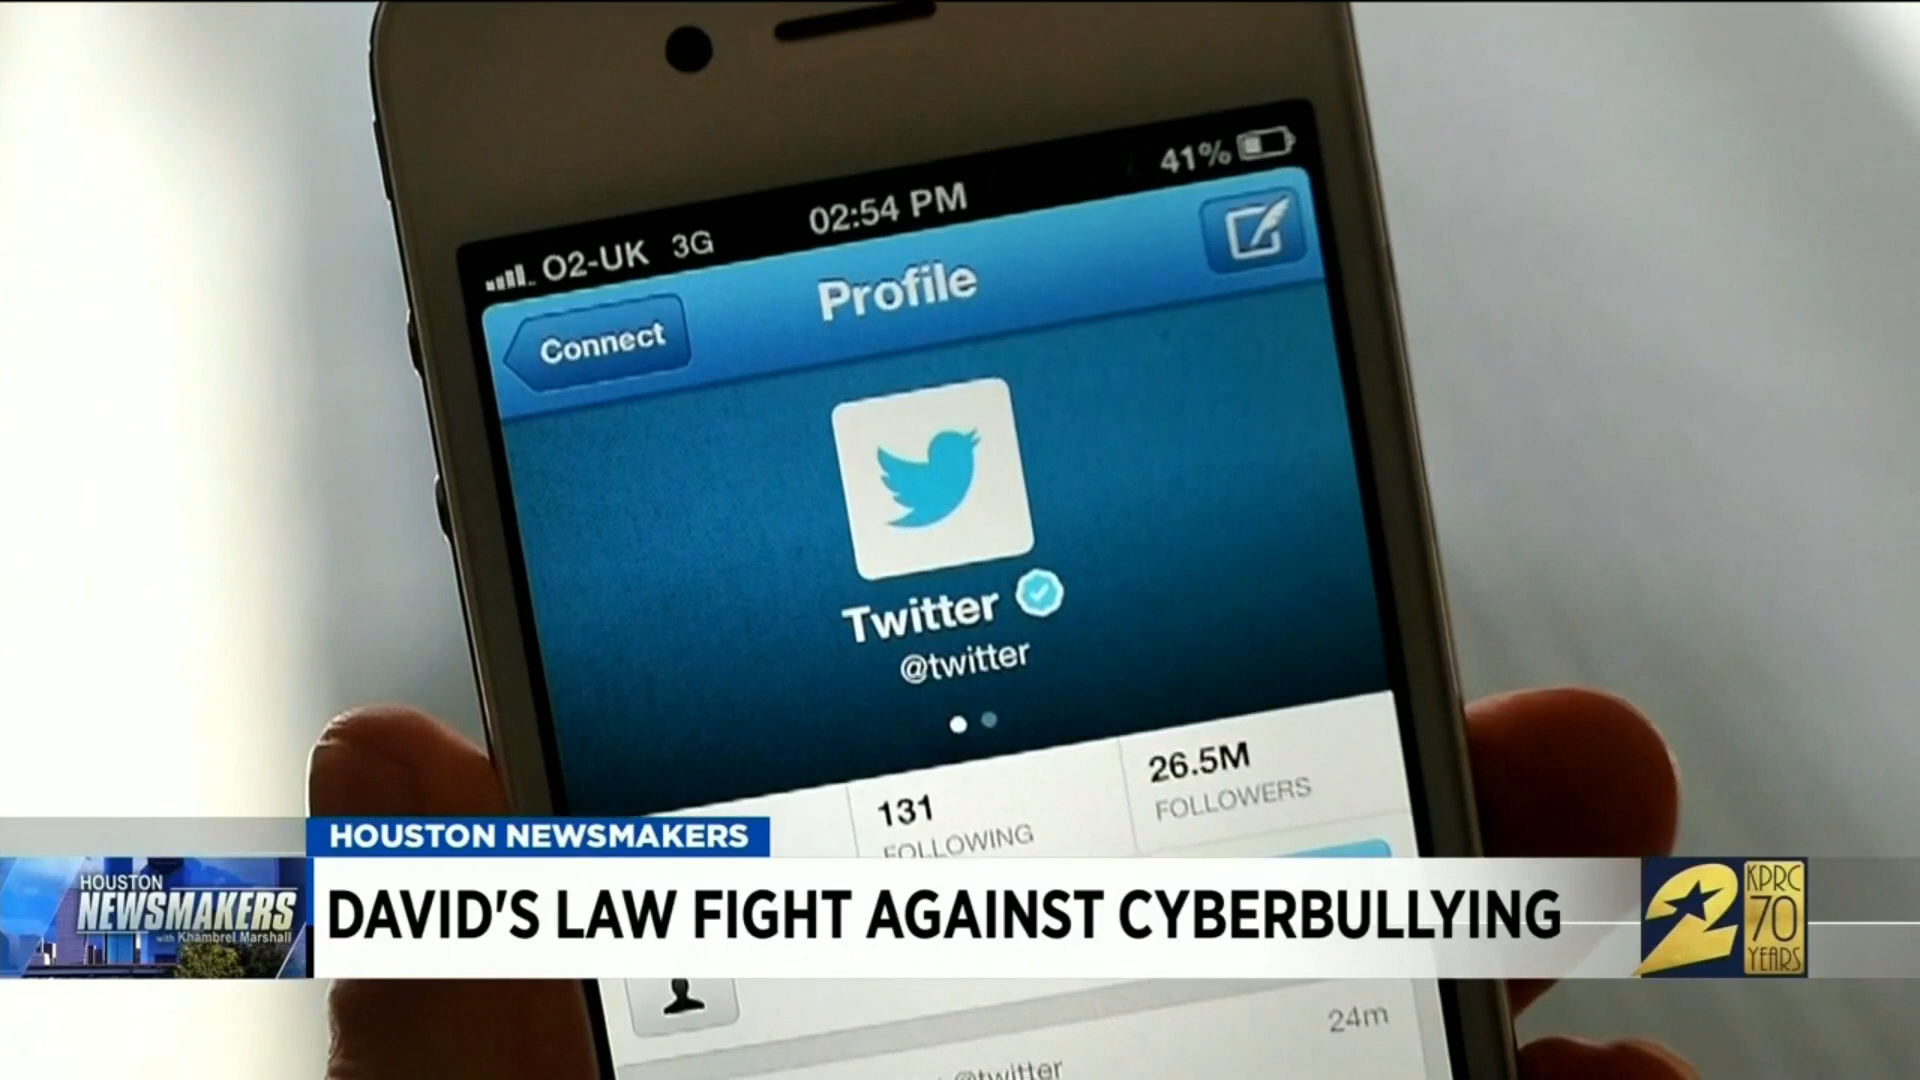 41%
02:54 PM
O2-UK 3G
Profile
Connect
Twitter
@twitter
131
FOLLOWING
26.5M
FOLLOWERS
HOUSTON NEWSMAKERS
HOUSTON
NEWSMAKERS
with Khambrel Marshall
DAVID'S LAW FIGHT AGAINST CYBERBULLYING
2
KPRC
70
YEARS
24m
@twitter